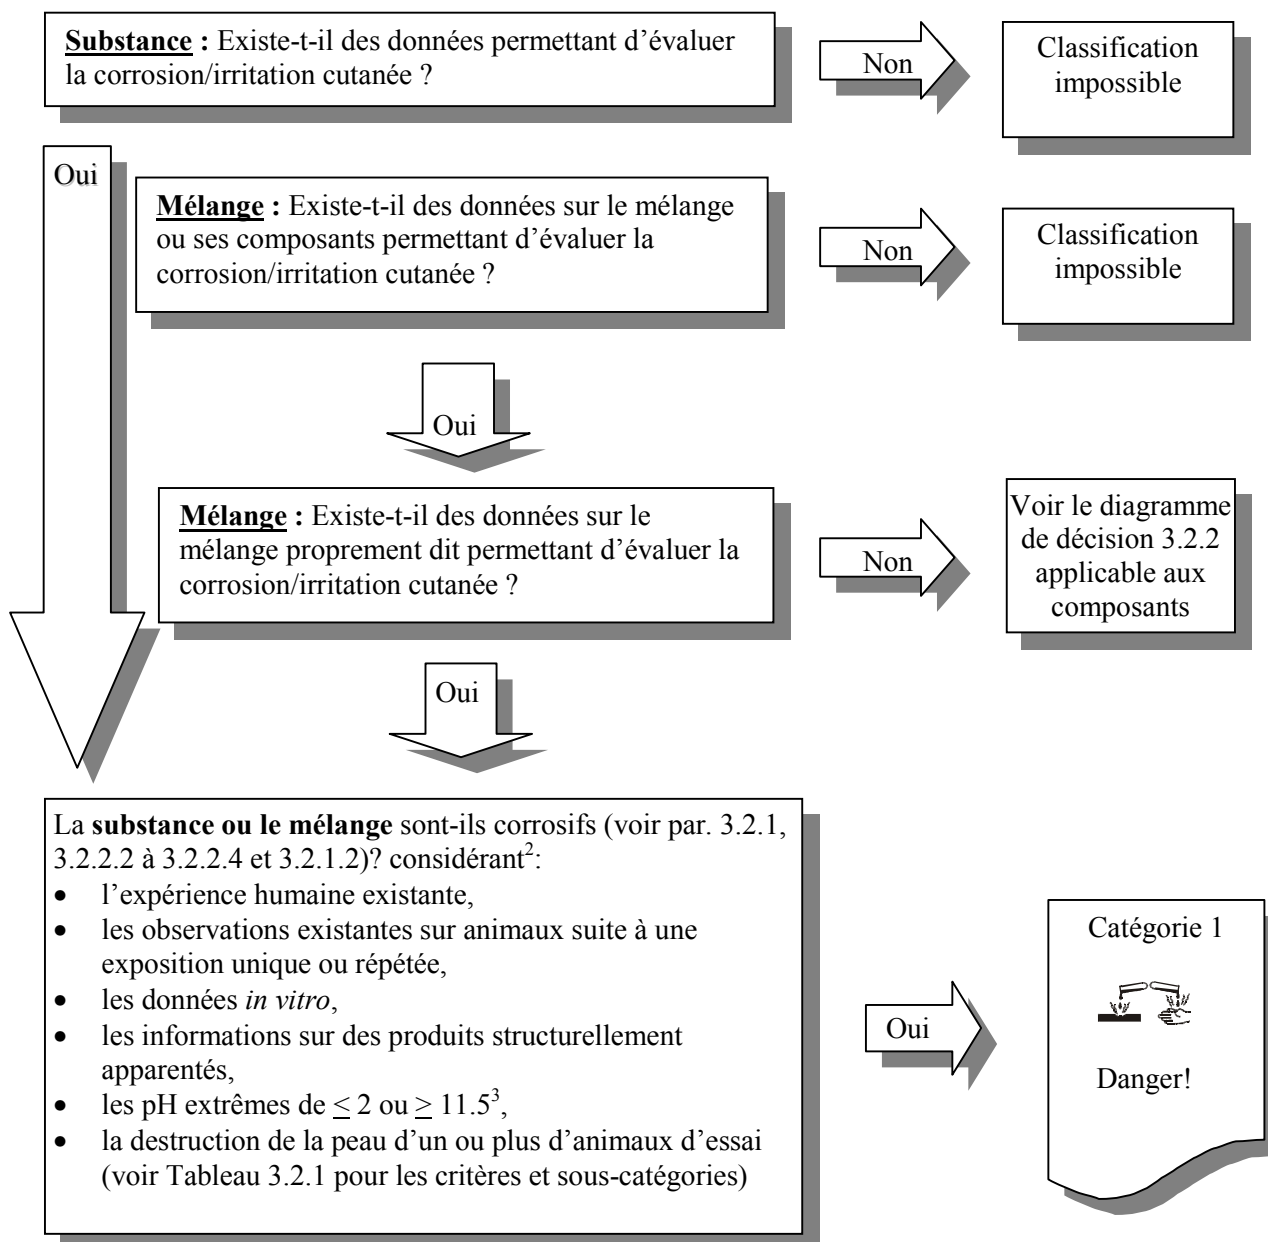 Substance : Existe-t-il des données permettant d’évaluer
la corrosion/irritation cutanée ?
Non
Classification
impossible
Oui
Mélange : Existe-t-il des données sur le mélange
ou ses composants permettant d’évaluer la
corrosion/irritation cutanée ?
Non
Classification
impossible
Oui
Mélange : Existe-t-il des données sur le
mélange proprement dit permettant d’évaluer la
corrosion/irritation cutanée ?
Non
Voir le diagramme
de décision 3.2.2
applicable aux
composants
Oui
La substance ou le mélange sont-ils corrosifs (voir par. 3.2.1,
3.2.2.2 à 3.2.2.4 et 3.2.1.2)? considérant²:
• l’expérience humaine existante,
• les observations existantes sur animaux suite à une
exposition unique ou répétée,
• les données in vitro,
• les informations sur des produits structurellement
apparentés,
• les pH extrêmes de ≤ 2 ou ≥ 11.5³,
• la destruction de la peau d’un ou plus d’animaux d’essai
(voir Tableau 3.2.1 pour les critères et sous-catégories)
Oui
Catégorie 1
Danger!